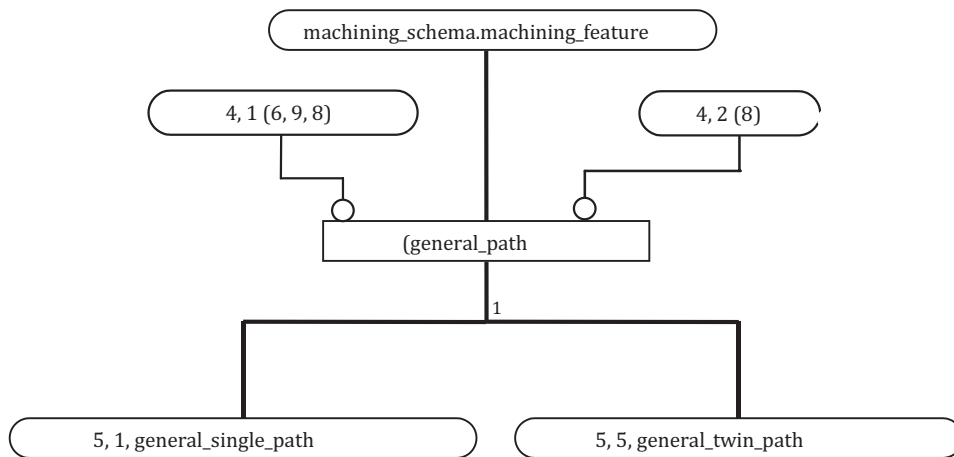 machining_schema.machining_feature
4, 1 (6, 9, 8)
4, 2 (8)
(general_path
1
5, 1, general_single_path
5, 5, general_twin_path